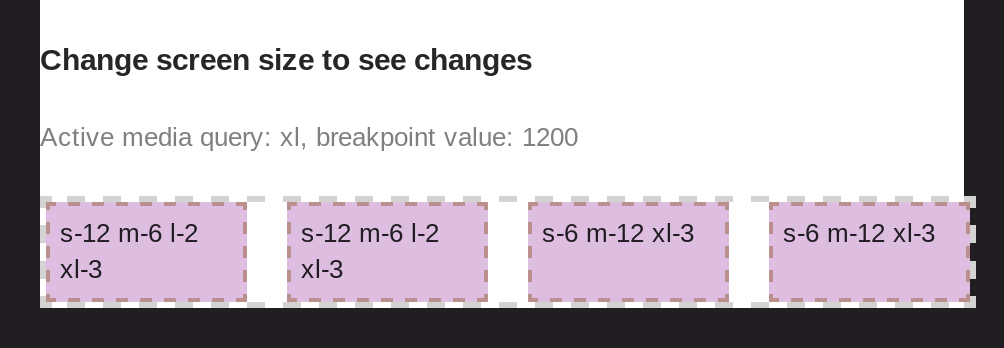 Change screen size to see changes
Active media query: xl, breakpoint value: 1200
s-12 m-6 l-2
xl-3
s-12 m-6 l-2
xl-3
s-6 m-12 xl-3
s-6 m-12 xl-3